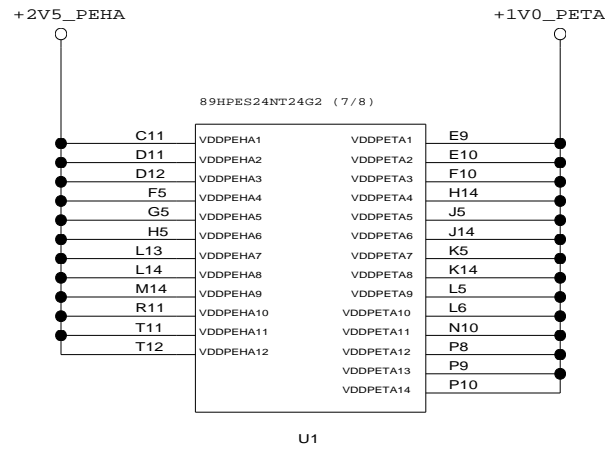 +2V5_PEHA +1V0_PETA
89HPES24NT24G2 (7/8)
C11 VDDPEHA1 VDDPETA1 E9
D11 VDDPEHA2 VDDPETA2 E10
D12 VDDPEHA3 VDDPETA3 F10
F5 VDDPEHA4 VDDPETA4 H14
G5 VDDPEHA5 VDDPETA5 J5
H5 VDDPEHA6 VDDPETA6 J14
L13 VDDPEHA7 VDDPETA7 K5
L14 VDDPEHA8 VDDPETA8 K14
M14 VDDPEHA9 VDDPETA9 L5
R11 VDDPEHA10 VDDPETA10 L6
T11 VDDPEHA11 VDDPETA11 N10
T12 VDDPEHA12 VDDPETA12 P8
VDDPETA13 P9
VDDPETA14 P10
U1